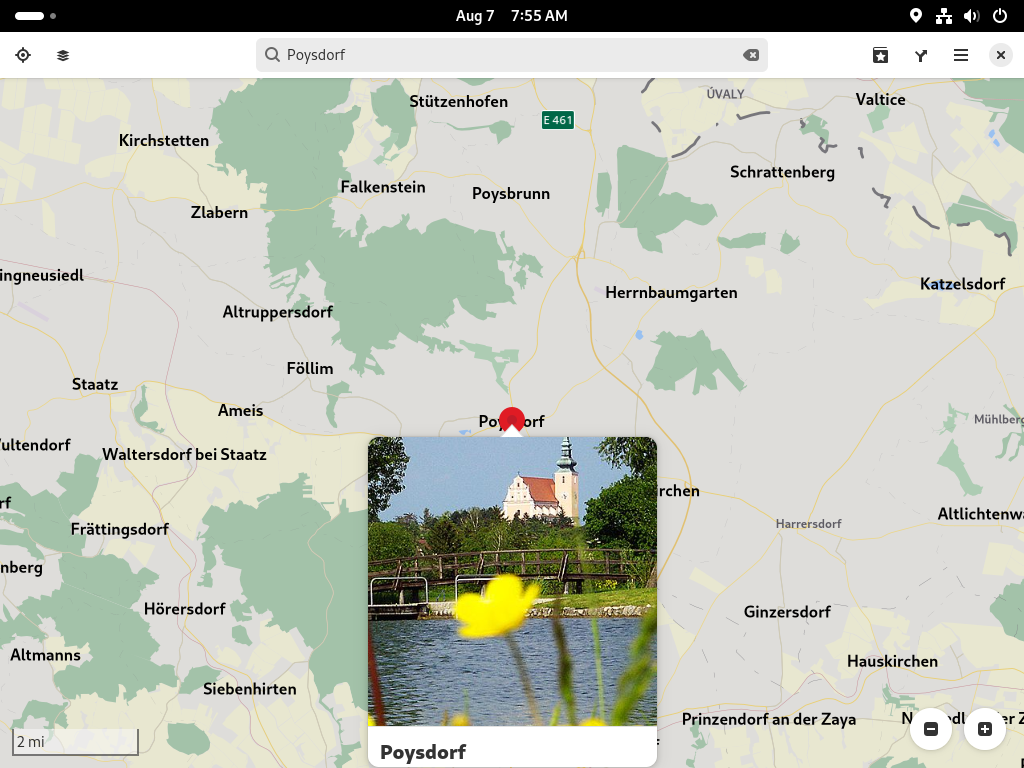 Aug 7 7:55 AM
Poysdorf
Stützenhofen
ÚVALY
Valtice
E 461
Kirchstetten
Schrattenberg
Falkenstein
Poysbrunn
Zlabern
ingneusiedl
Katzelsdorf
Herrnbaumgarten
Altruppersdorf
Föllim
Staatz
Ameis
Poysdorf
Mühlberg
Waltersdorf bei Staatz
rchen
rf
Altlichtenwa
Frättingsdorf
Harrersdorf
nberg
Hörersdorf
Ginzersdorf
Altmanns
Hauskirchen
Siebenhirten
Prinzendorf an der Zaya
2 mi
Poysdorf